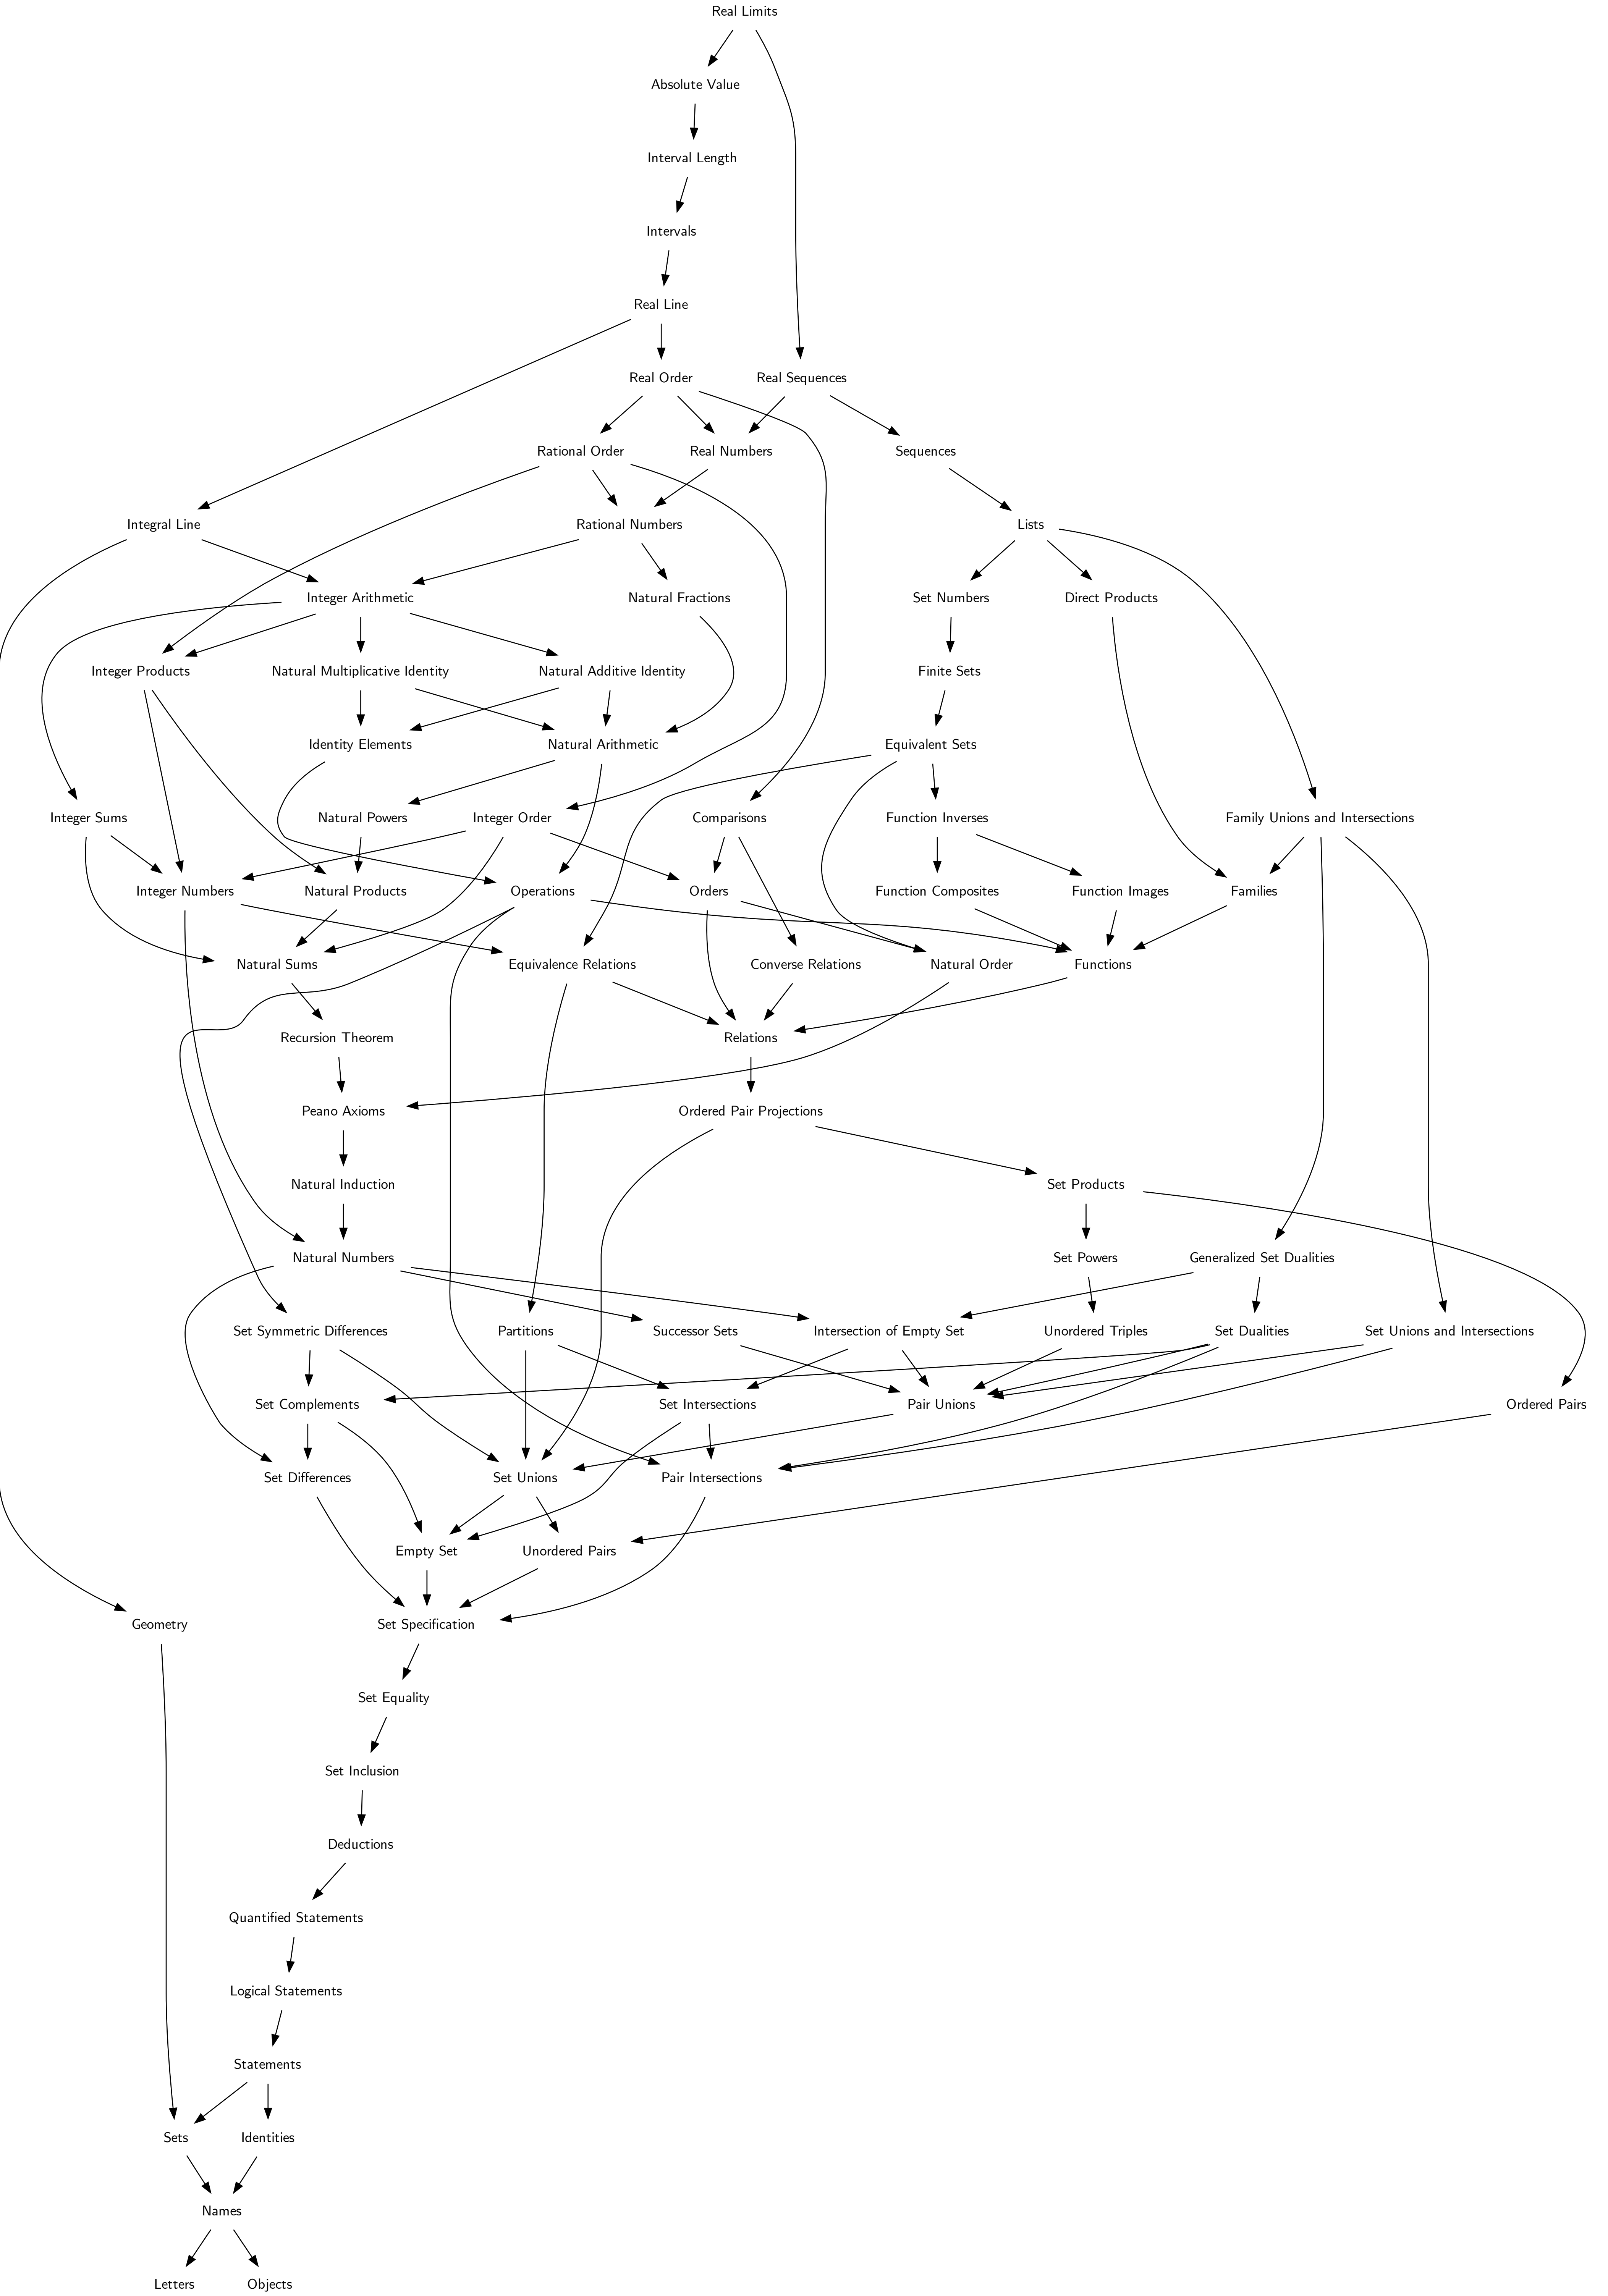 Real Limits
Absolute Value
Interval Length
Intervals
Real Line
Real Order
Real Sequences
Rational Order
Real Numbers
Sequences
Integral Line
Rational Numbers
Lists
Integer Arithmetic
Natural Fractions
Set Numbers
Direct Products
Integer Products
Natural Multiplicative Identity
Natural Additive Identity
Finite Sets
Identity Elements
Natural Arithmetic
Equivalent Sets
Integer Sums
Natural Powers
Integer Order
Comparisons
Function Inverses
Family Unions and Intersections
Integer Numbers
Natural Products
Operations
Orders
Function Composites
Function Images
Families
Natural Sums
Equivalence Relations
Converse Relations
Natural Order
Functions
Recursion Theorem
Relations
Peano Axioms
Ordered Pair Projections
Natural Induction
Set Products
Natural Numbers
Set Powers
Generalized Set Dualities
Set Symmetric Differences
Partitions
Successor Sets
Intersection of Empty Set
Unordered Triples
Set Dualities
Set Unions and Intersections
Set Complements
Set Intersections
Pair Unions
Ordered Pairs
Set Differences
Set Unions
Pair Intersections
Empty Set
Unordered Pairs
Geometry
Set Specification
Set Equality
Set Inclusion
Deductions
Quantified Statements
Logical Statements
Statements
Sets
Identities
Names
Letters
Objects